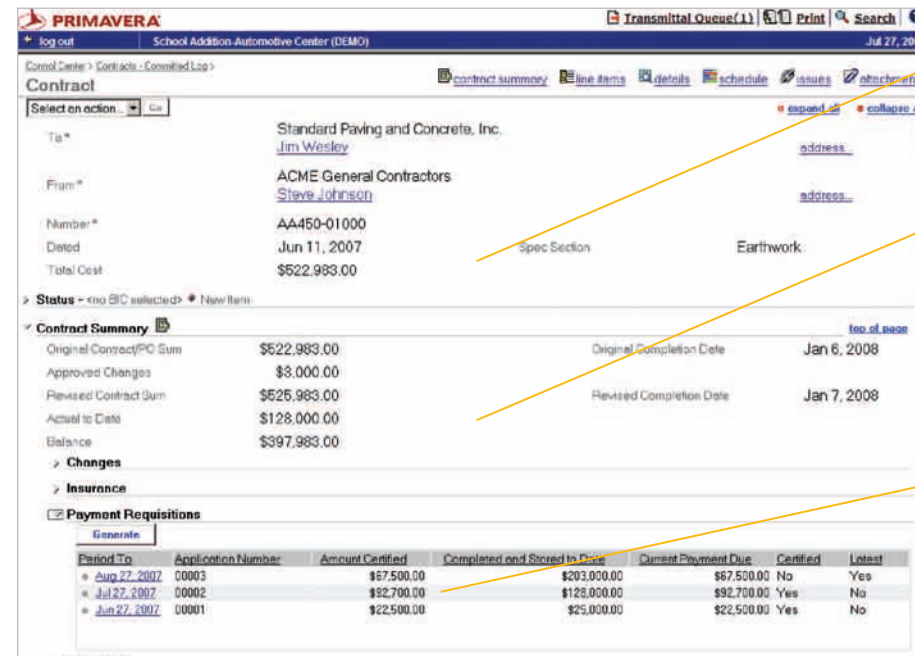 PRIMAVERA
Transmittal Queue(1) Print Search
log out School Addition-Automotive Center (DEMO) Jul 27, 20
Control Center > Contracts - Committed Log >
Contract contract summary line items details schedule issues attachmen
Select an action... Go expand all collapse
To * Standard Paving and Concrete, Inc.
Jim Wesley address...
From * ACME General Contractors
Steve Johnson address...
Number * AA450-01000
Dated Jun 11, 2007 Spec Section Earthwork
Total Cost $522,983.00
Status - <no BIC selected> New Item
Contract Summary top of page
Original Contract/PO Sum $522,983.00 Original Completion Date Jan 6, 2008
Approved Changes $3,000.00
Revised Contract Sum $525,983.00 Revised Completion Date Jan 7, 2008
Actual to Date $128,000.00
Balance $397,983.00
Changes
Insurance
Payment Requisitions
Generate
Period To Application Number Amount Certified Completed and Stored to Date Current Payment Due Certified Latest
Aug 27, 2007 00003 $67,500.00 $203,000.00 $67,500.00 No Yes
Jul 27, 2007 00002 $92,700.00 $128,000.00 $92,700.00 Yes No
Jun 27, 2007 00001 $22,500.00 $25,000.00 $22,500.00 Yes No